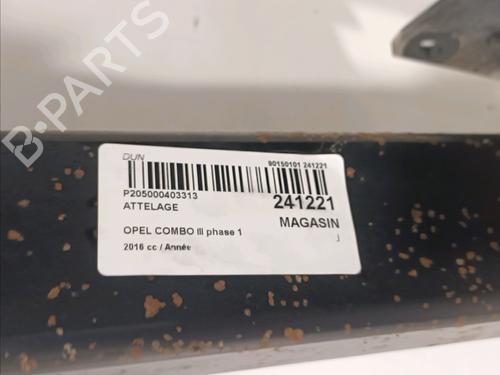 DUN
90150101 241221
P205000403313
241221
ATTELAGE
MAGASIN
J
OPEL COMBO III phase 1
2016 cc / Année
B-Parts